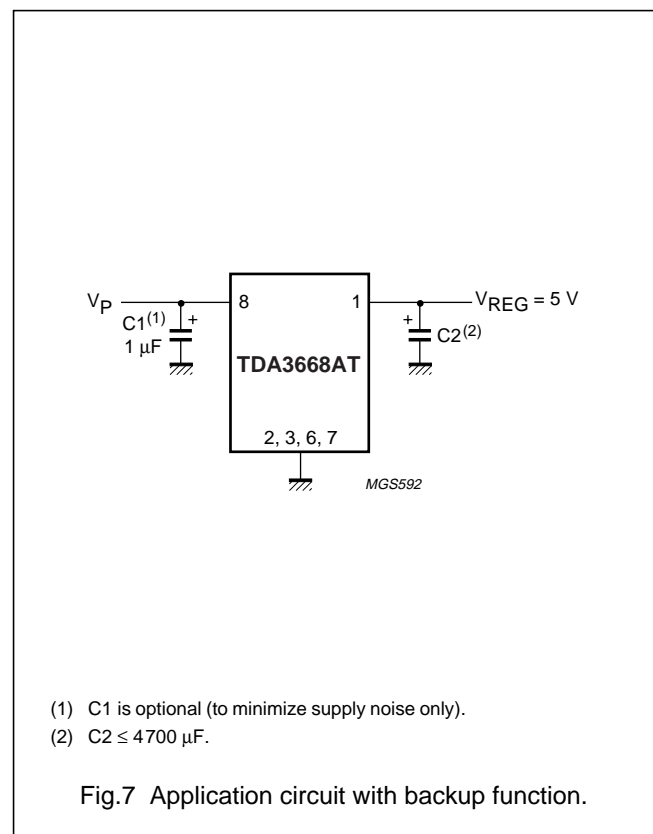 VP
C1(1)
+
1 µF
8
1
TDA3668AT
2, 3, 6, 7
+
C2(2)
VREG = 5 V
MGS592
(1) C1 is optional (to minimize supply noise only).
(2) C2 ≤ 4700 µF.
Fig.7 Application circuit with backup function.